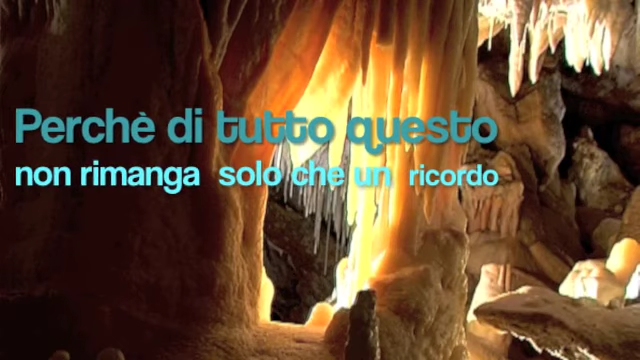 Perchè di tutto questo
non rimanga solo che un ricordo